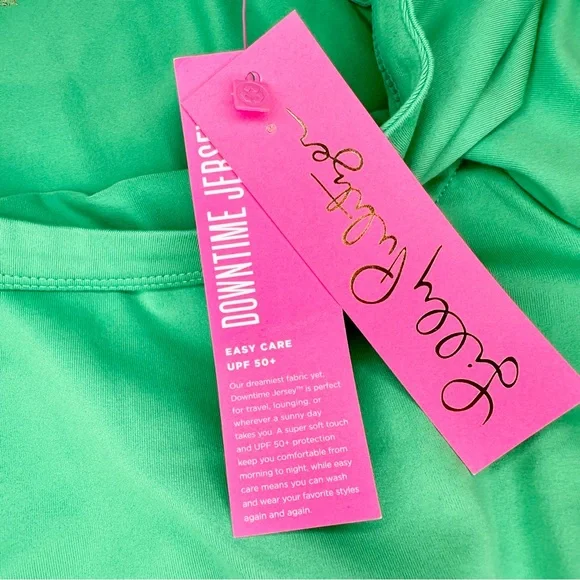 Lilly Pulitzer
DOWNTIME JERSEY
EASY CARE
UPF 50+
Our dreamiest fabric yet,
Downtime Jersey™ is perfect
for travel, lounging, or
wherever a sunny day
takes you. A super soft touch
and UPF 50+ protection
keep you comfortable from
morning to night, while easy
care means you can wash
and wear your favorite styles
again and again.